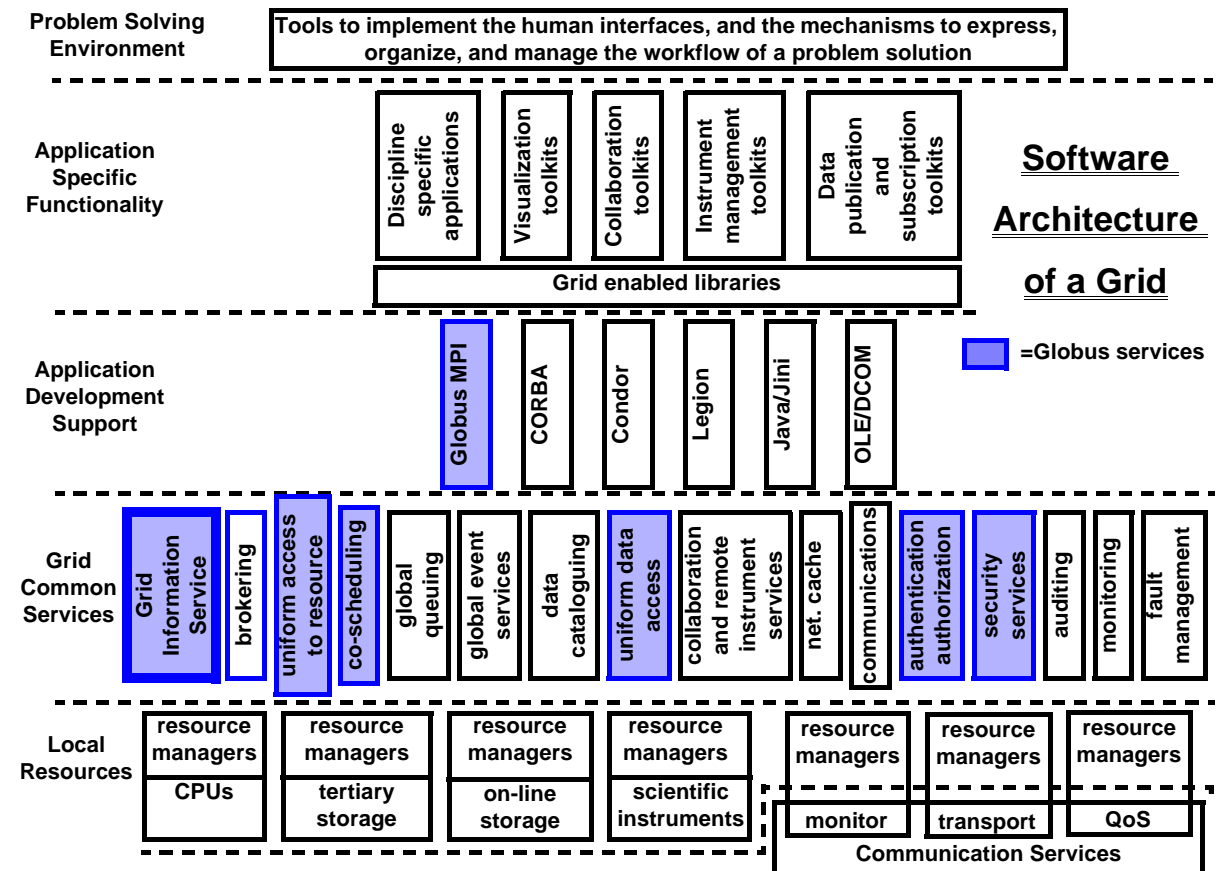 Problem Solving
Environment
Tools to implement the human interfaces, and the mechanisms to express,
organize, and manage the workflow of a problem solution
Application
Specific
Functionality
Discipline
specific
applications
Visualization
toolkits
Collaboration
toolkits
Instrument
management
toolkits
Data
publication
and
subscription
toolkits
Grid enabled libraries
Software
Architecture
of a Grid
=Globus services
Application
Development
Support
Globus MPI
CORBA
Condor
Legion
Java/Jini
OLE/DCOM
Grid
Common
Services
Grid
Information
Service
brokering
uniform access
to resource
co-scheduling
global
queuing
global event
services
data
cataloguing
uniform data
access
collaboration
and remote
instrument
services
net. cache
communications
authentication
authorization
security
services
auditing
monitoring
fault
management
Local
Resources
resource
managers
CPUs
resource
managers
tertiary
storage
resource
managers
on-line
storage
resource
managers
scientific
instruments
resource
managers
monitor
resource
managers
transport
resource
managers
QoS
Communication Services